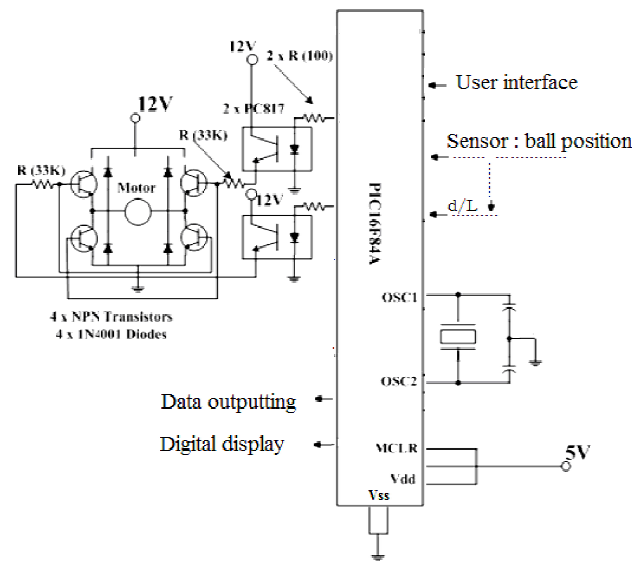 12V
2 x R (100)
User interface
2 x PC817
12V
R (33K)
Sensor : ball position
R (33K)
Motor
12V
d/L
PIC16F84A
OSC1
4 x NPN Transistors
4 x 1N4001 Diodes
OSC2
Data outputting
Digital display
MCLR
5V
Vdd
Vss